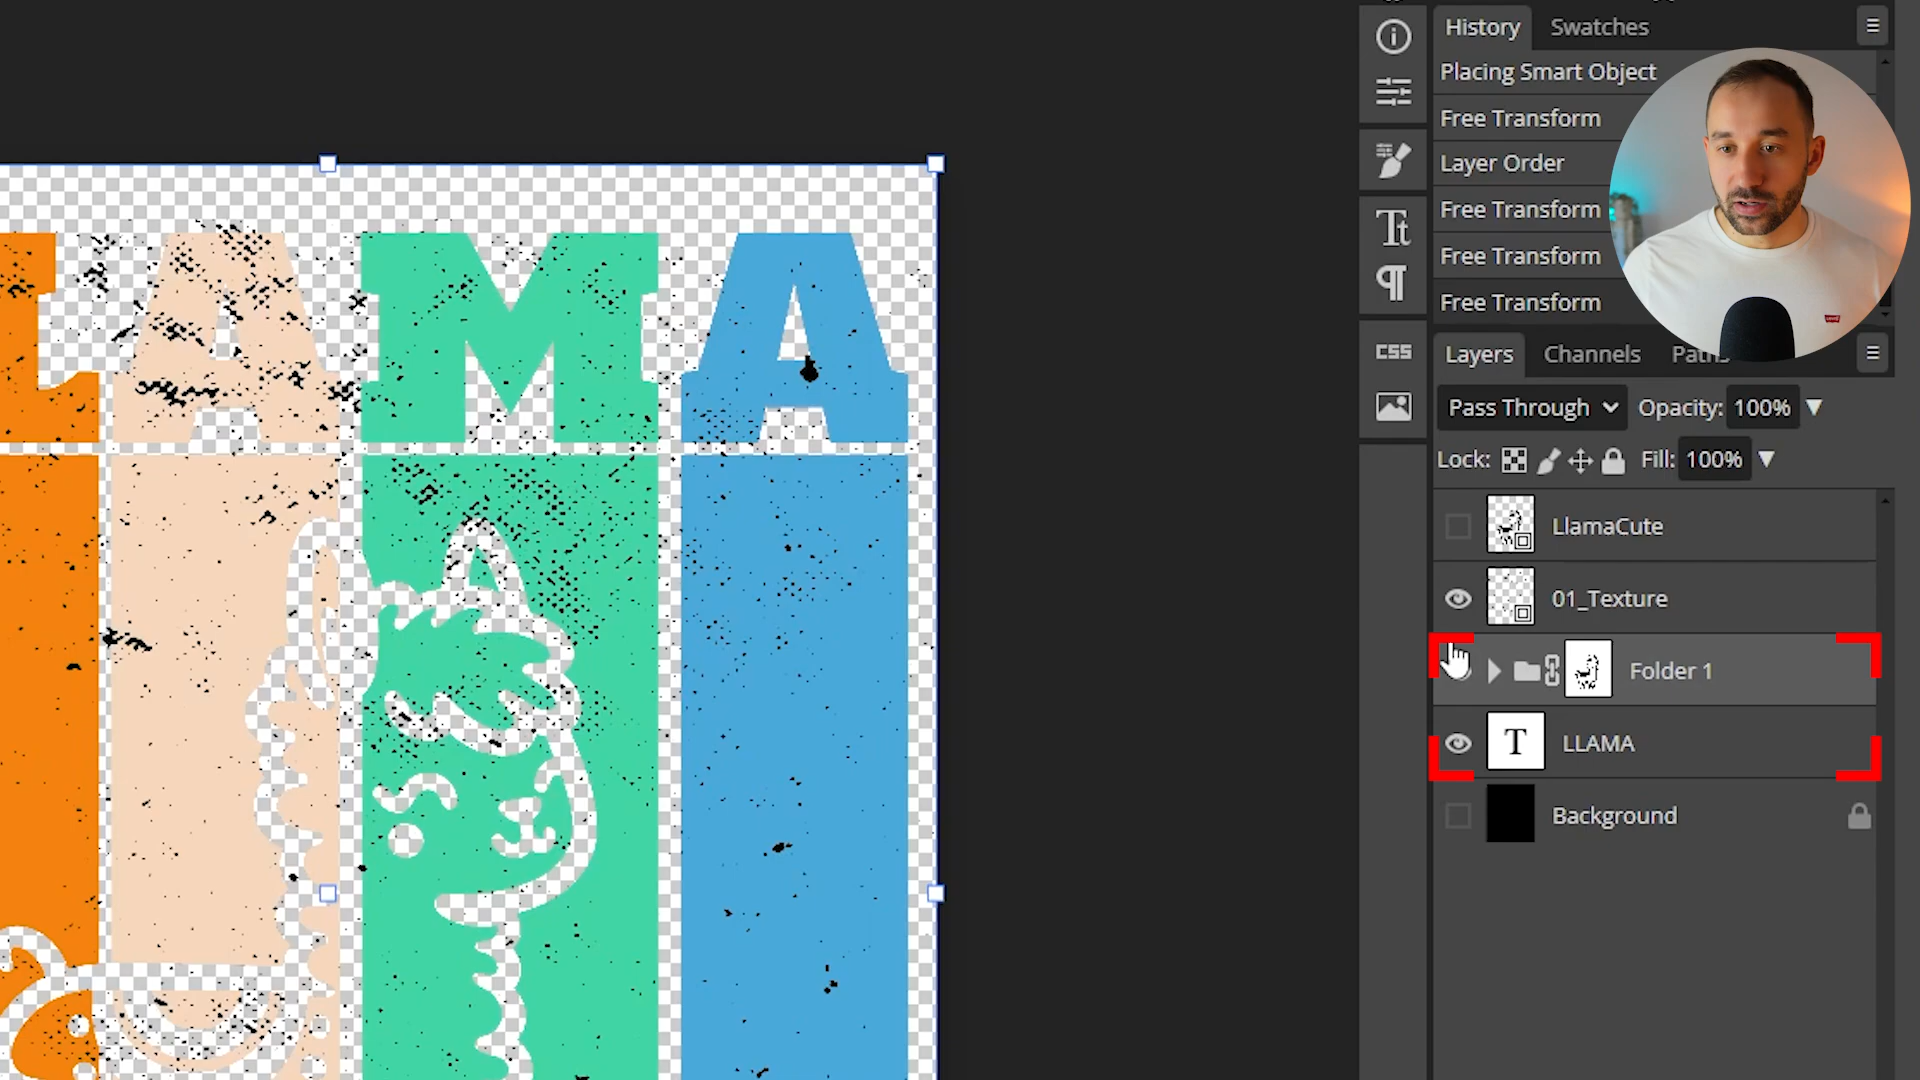 History Swatches
Placing Smart Object
Free Transform
Layer Order
Free Transform
Free Transform
Free Transform
LAMA
CSS
Layers Channels Paths
Pass Through Opacity: 100%
Lock: Fill: 100%
LlamaCute
01_Texture
Folder 1
T LLAMA
Background